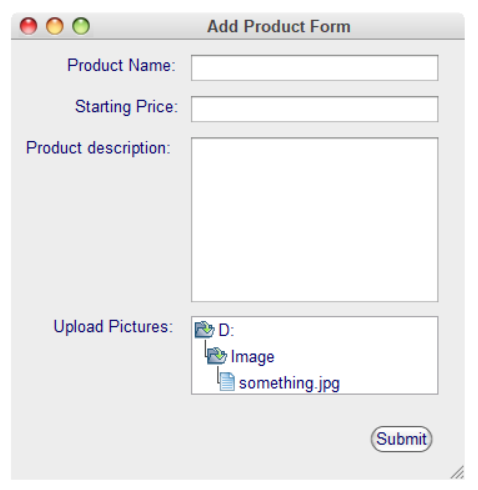 Add Product Form
Product Name:
Starting Price:
Product description:
Upload Pictures:
D:
Image
something.jpg
Submit